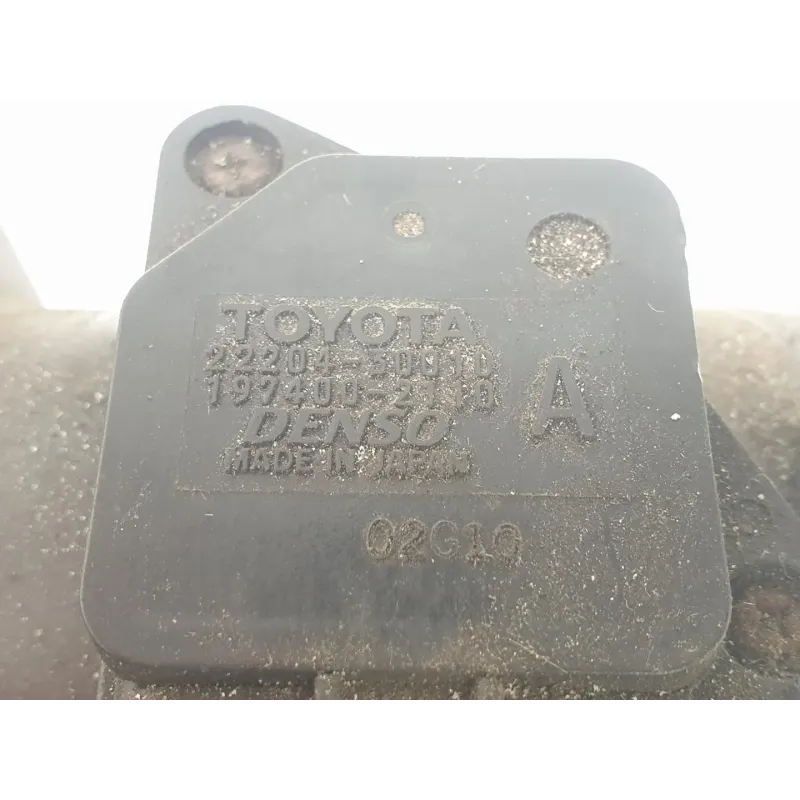 TOYOTA
22204-30010
197400-2110
DENSO
MADE IN JAPAN
A
02G10